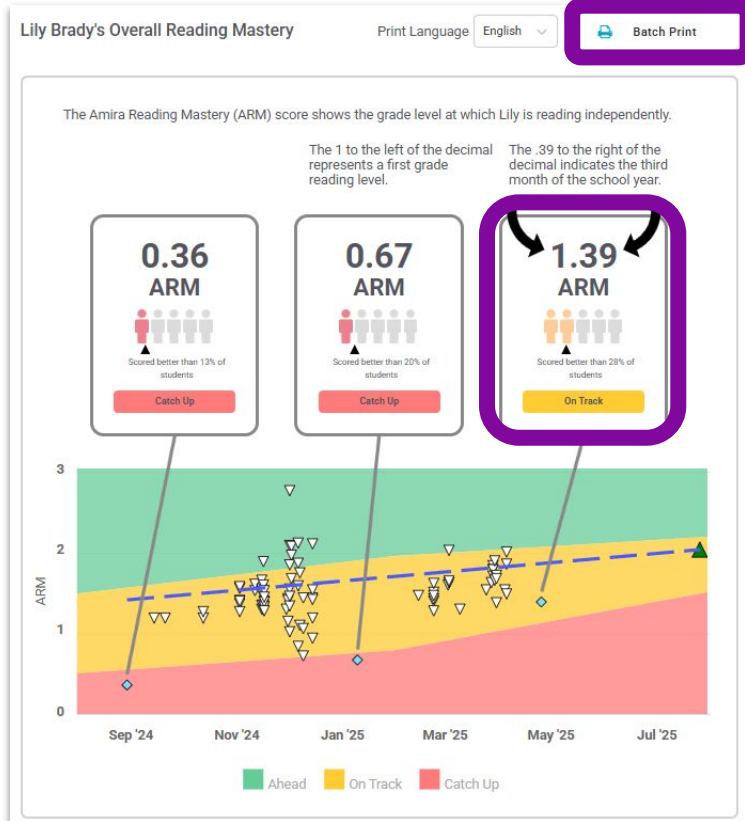 Lily Brady's Overall Reading Mastery
Print Language
English
Batch Print
The Amira Reading Mastery (ARM) score shows the grade level at which Lily is reading independently.
The 1 to the left of the decimal
represents a first grade
reading level.
The .39 to the right of the
decimal indicates the third
month of the school year.
0.36
ARM
Scored better than 13% of
students
Catch Up
0.67
ARM
Scored better than 20% of
students
Catch Up
1.39
ARM
Scored better than 28% of
students
On Track
3
2
1
0
ARM
Sep '24
Nov '24
Jan '25
Mar '25
May '25
Jul '25
Ahead
On Track
Catch Up